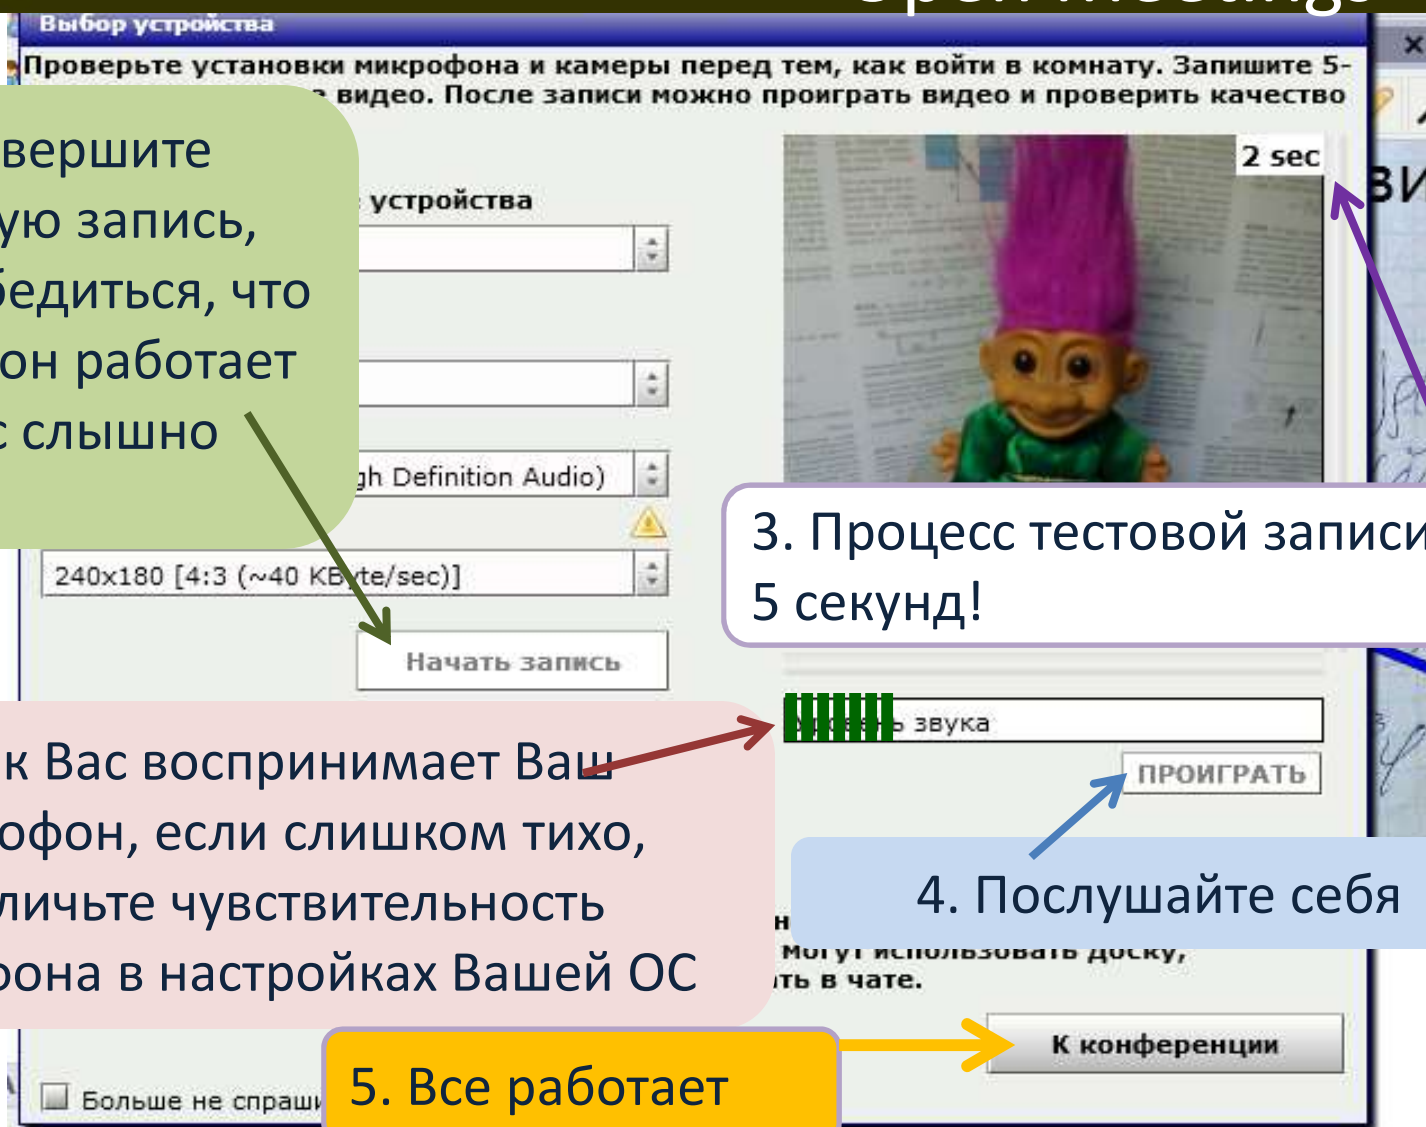 Open Meetings
Выбор устройства
Проверьте установки микрофона и камеры перед тем, как войти в комнату. Запишите 5-
видео. После записи можно проиграть видео и проверить качество
вершите
ую запись,
бедиться, что
он работает
с слышно
устройства
gh Definition Audio)
240x180 [4:3 (~40 KByte/sec)]
Начать запись
2 sec
3. Процесс тестовой записи
5 секунд!
Уровень звука
ПРОИГРАТЬ
к Вас воспринимает Ваш
офон, если слишком тихо,
личьте чувствительность
фона в настройках Вашей ОС
4. Послушайте себя
могут использовать доску,
ть в чате.
К конференции
5. Все работает
Больше не спраши